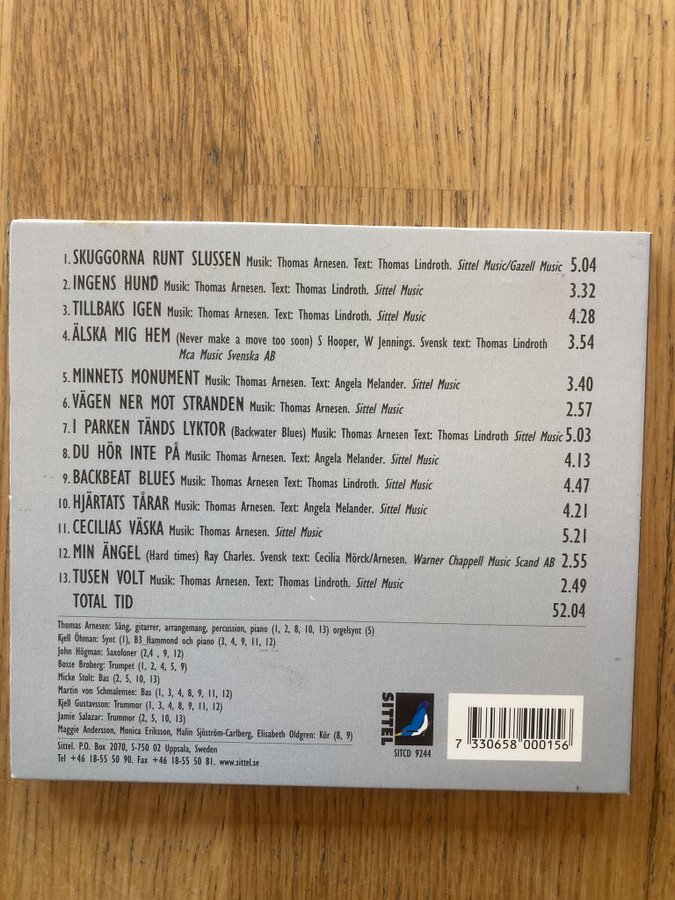 1. SKUGGORNA RUNT SLUSSEN Musik: Thomas Arnesen. Text: Thomas Lindroth. Sittel Music/Gazell Music 5.04
2. INGENS HUND Musik: Thomas Arnesen. Text: Thomas Lindroth. Sittel Music 3.32
3. TILLBAKS IGEN Musik: Thomas Arnesen. Text: Thomas Lindroth. Sittel Music 4.28
4. ÄLSKA MIG HEM (Never make a move too soon) S Hooper, W Jennings. Svensk text: Thomas Lindroth 3.54
Mca Music Svenska AB
5. MINNETS MONUMENT Musik: Thomas Arnesen. Text: Angela Melander. Sittel Music 3.40
6. VÄGEN NER MOT STRANDEN Musik: Thomas Arnesen. Sittel Music 2.57
7. I PARKEN TÄNDS LYKTOR (Backwater Blues) Musik: Thomas Arnesen Text: Thomas Lindroth Sittel Music 5.03
8. DU HÖR INTE PÅ Musik: Thomas Arnesen. Text: Angela Melander. Sittel Music 4.13
9. BACKBEAT BLUES Musik: Thomas Arnesen. Text: Thomas Lindroth. Sittel Music 4.47
10. HJÄRTATS TÅRAR Musik: Thomas Arnesen. Text: Angela Melander. Sittel Music 4.21
11. CECILIAS VÄSKA Musik: Thomas Arnesen. Sittel Music 5.21
12. MIN ÄNGEL (Hard times) Ray Charles. Svensk text: Cecilia Mörck/Arnesen. Warner Chappell Music Scand AB 2.55
13. TUSEN VOLT Musik: Thomas Arnesen. Text: Thomas Lindroth. Sittel Music 2.49
TOTAL TID 52.04
Thomas Arnesen: Sång, gitarrer, arrangemang, percussion, piano (1, 2, 8, 10, 13) orgelsynt (5)
Kjell Öhman: Synt (1), B3 Hammond och piano (3, 4, 9, 11, 12)
John Högman: Saxofoner (2,4 , 9, 12)
Bosse Broberg: Trumpet (1, 2, 4, 5, 9)
Micke Stolt: Bas (2, 5, 10, 13)
Martin von Schmalensee: Bas (1, 3, 4, 8, 9, 11, 12)
Kjell Gustavsson: Trummor (1, 3, 4, 8, 9, 11, 12)
Jamie Salazar: Trummor (2, 5, 10, 13)
Maggie Andersson, Monica Eriksson, Malin Sjöström-Carlberg, Elisabeth Oldgren: Kör (8, 9)
Sittel. P.O. Box 2070, S-750 02 Uppsala, Sweden
Tel +46 18-55 50 90. Fax +46 18-55 50 81. www.sittel.se
SITTEL
SITCD 9244
7 330658 000156